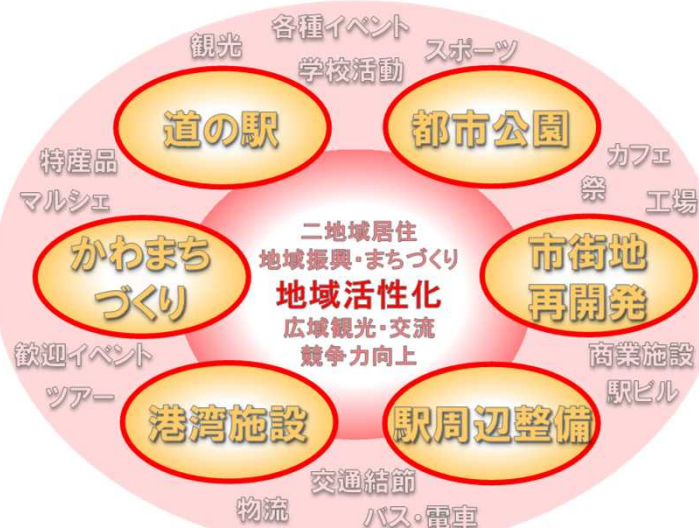 各種イベント
観光
スポーツ
学校活動
道の駅
都市公園
特産品
マルシェ
カフェ
祭
工場
かわまち
づくり
二地域居住
地域振興・まちづくり
地域活性化
広域観光・交流
競争力向上
市街地
再開発
歓迎イベント
ツアー
商業施設
駅ビル
港湾施設
駅周辺整備
交通結節
物流
バス・電車